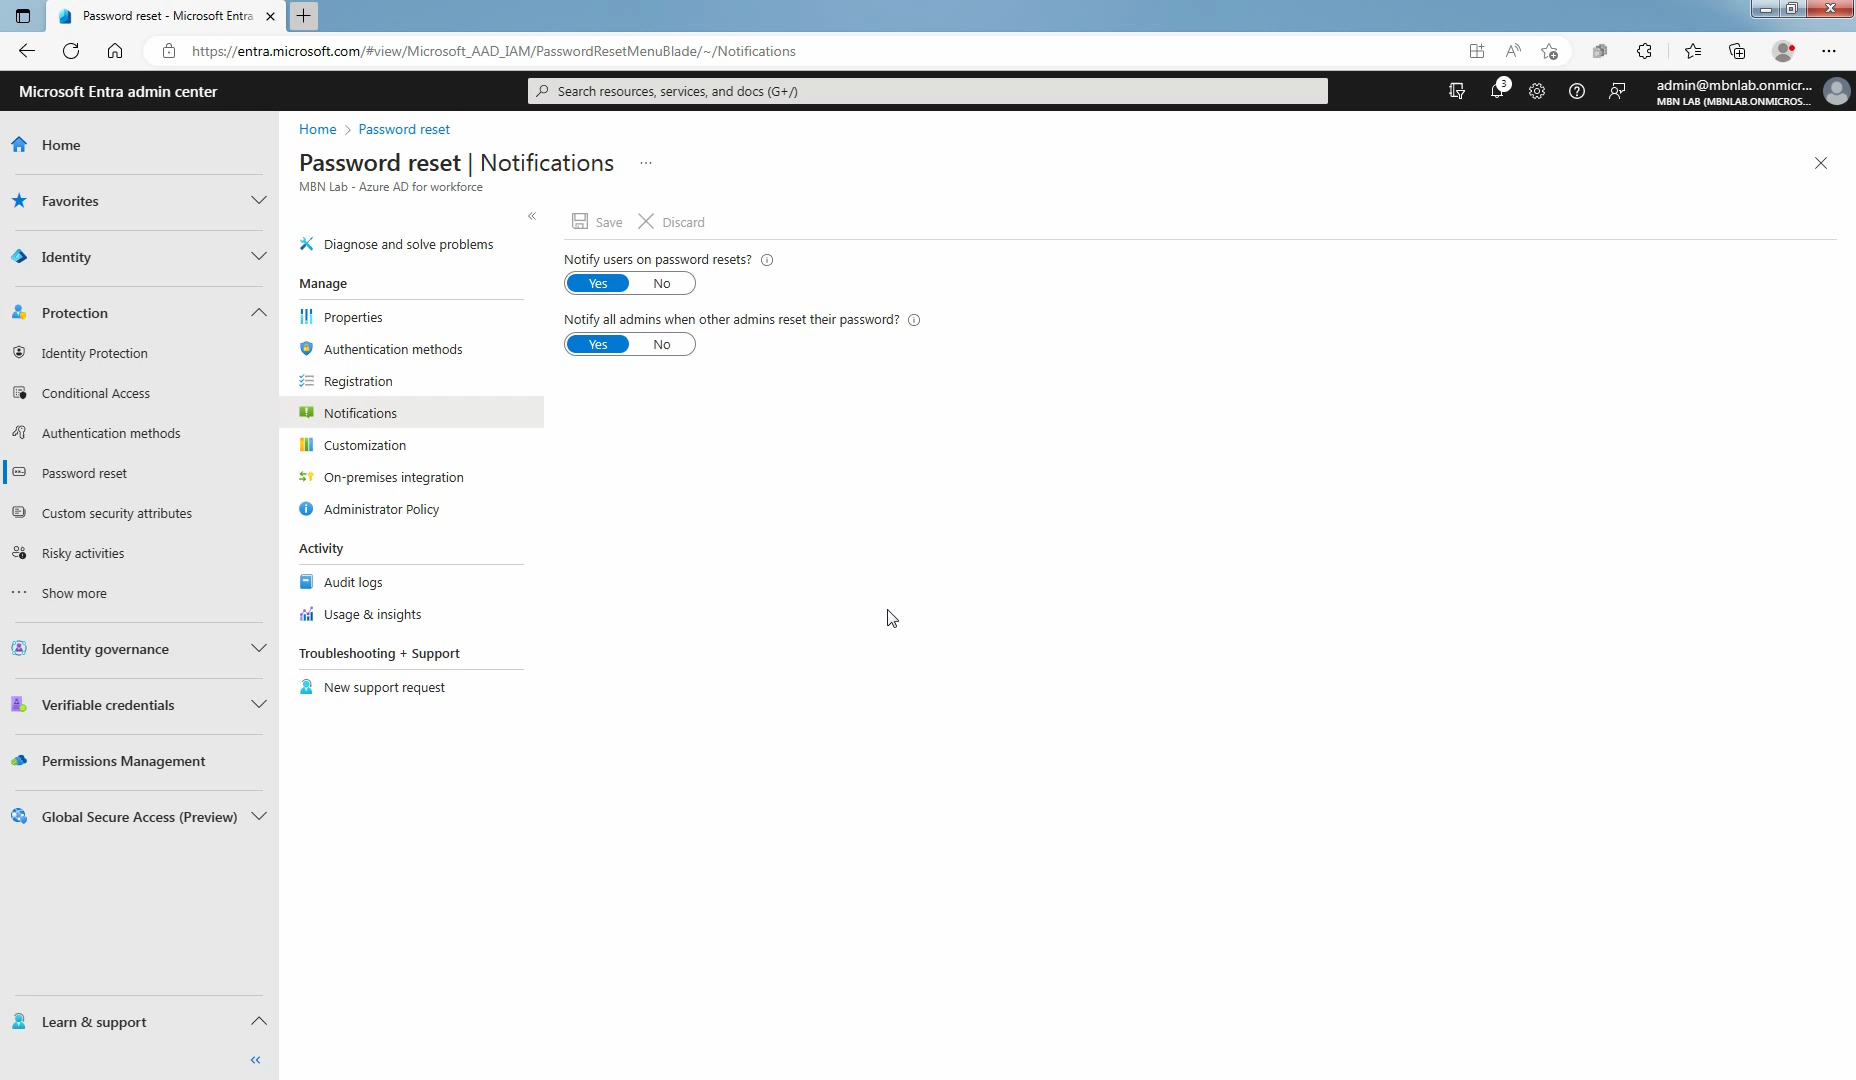 Password reset - Microsoft Entra
https://entra.microsoft.com/#view/Microsoft_AAD_IAM/PasswordResetMenuBlade/~/Notifications
Microsoft Entra admin center
Search resources, services, and docs (G+/)
3
admin@mbnlab.onmicr...
MBN LAB (MBNLAB.ONMICROS...
Home
Favorites
Identity
Protection
Identity Protection
Conditional Access
Authentication methods
Password reset
Custom security attributes
Risky activities
Show more
Identity governance
Verifiable credentials
Permissions Management
Global Secure Access (Preview)
Learn & support
Home > Password reset
Password reset | Notifications ...
MBN Lab - Azure AD for workforce
Diagnose and solve problems
Manage
Properties
Authentication methods
Registration
Notifications
Customization
On-premises integration
Administrator Policy
Activity
Audit logs
Usage & insights
Troubleshooting + Support
New support request
Save Discard
Notify users on password resets?
Yes No
Notify all admins when other admins reset their password?
Yes No